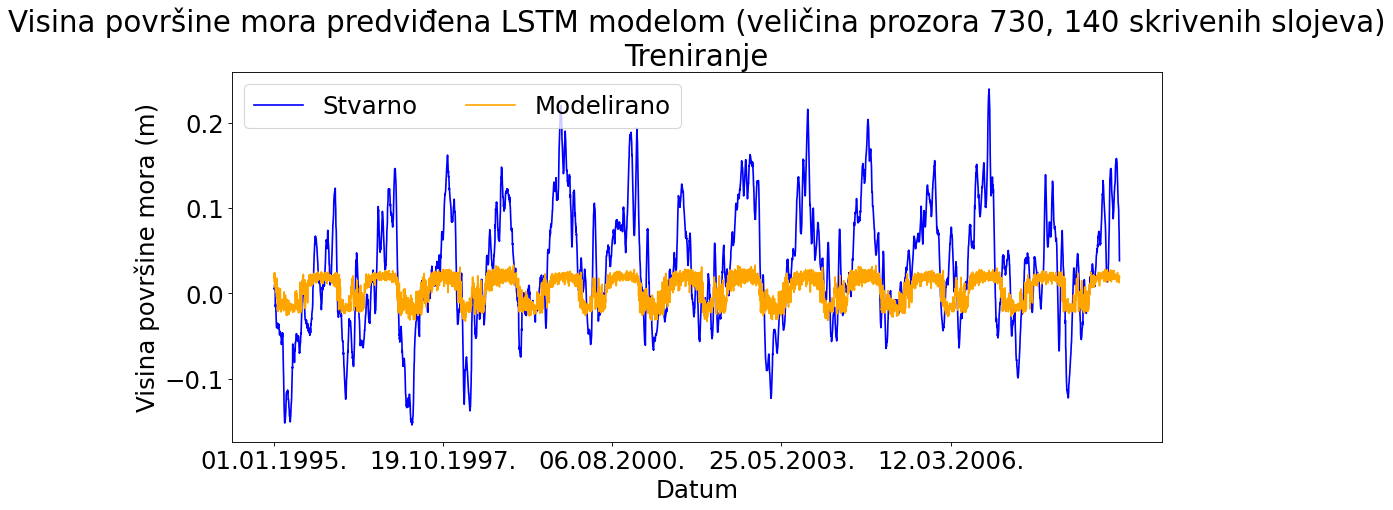 Visina površine mora predviđena LSTM modelom (veličina prozora 730, 140 skrivenih slojeva)
Treniranje
Stvarno Modelirano
Visina površine mora (m)
0.2
0.1
0.0
−0.1
01.01.1995. 19.10.1997. 06.08.2000. 25.05.2003. 12.03.2006.
Datum